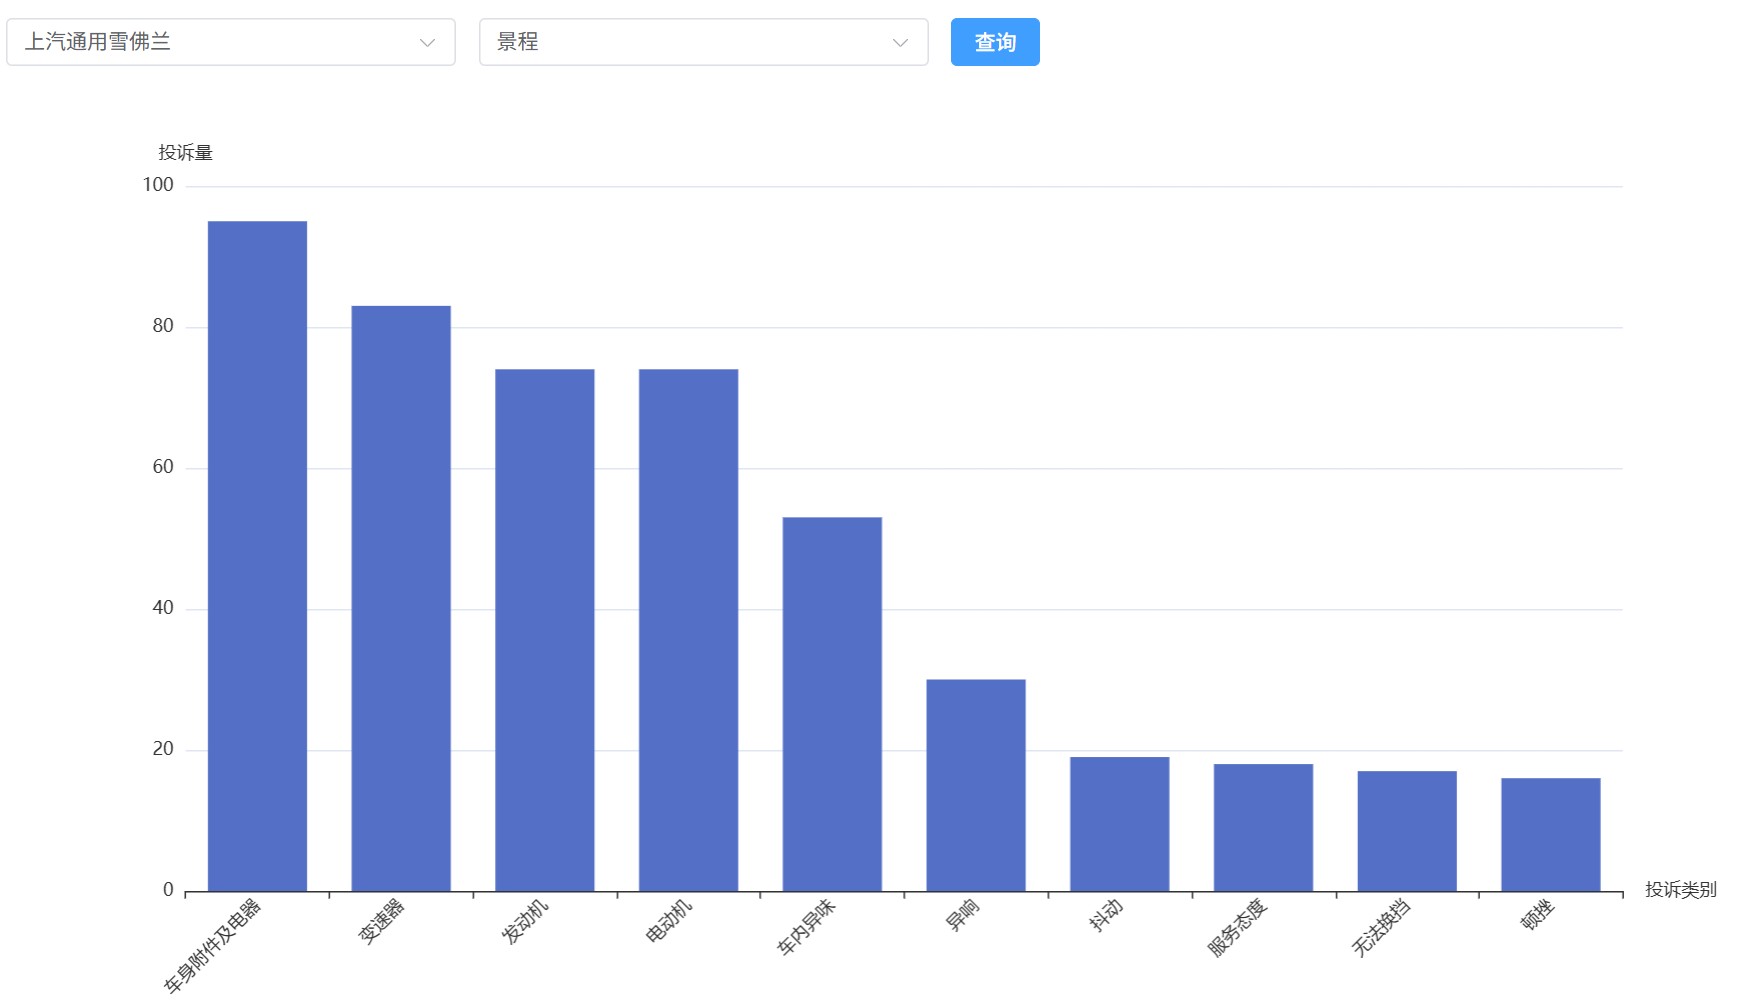 上汽通用雪佛兰
景程
查询
投诉量
100
80
60
40
20
0
车身附件及电器
变速器
发动机
电动机
车内异味
异响
抖动
服务态度
无法换挡
顿挫
投诉类别